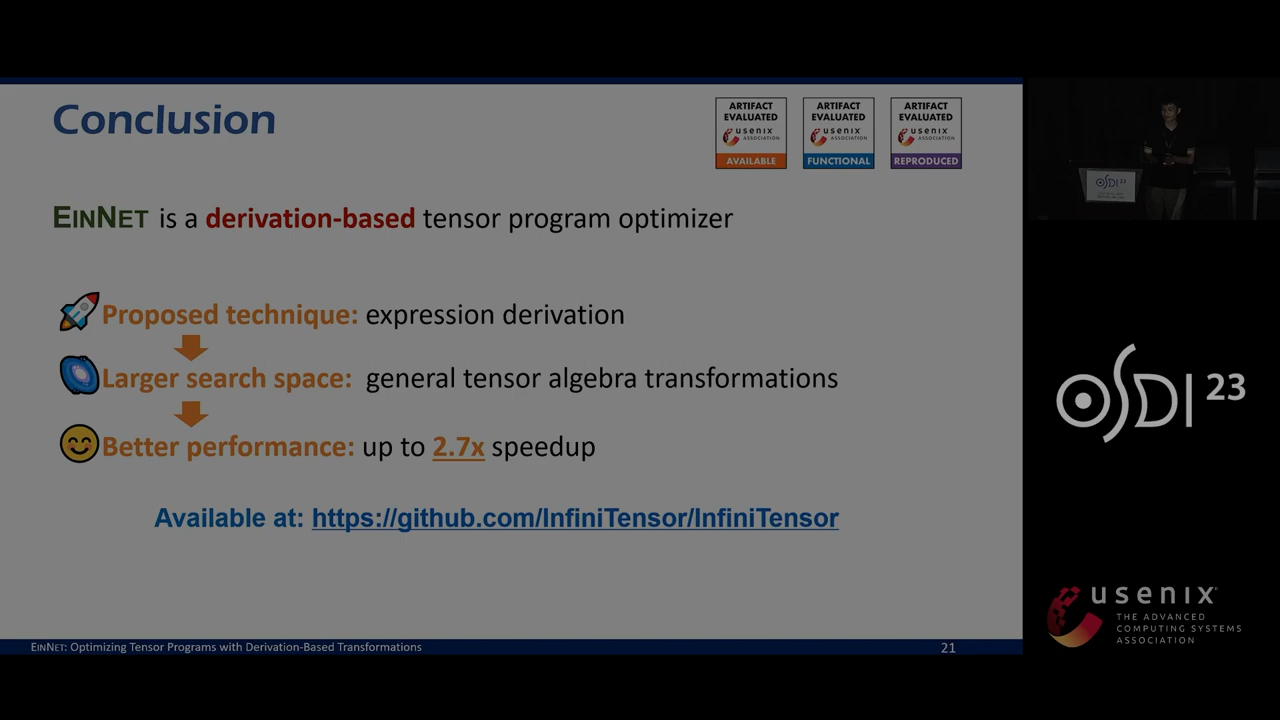 Conclusion
ARTIFACT EVALUATED
usenix
ASSOCIATION
AVAILABLE
ARTIFACT EVALUATED
usenix
ASSOCIATION
FUNCTIONAL
ARTIFACT EVALUATED
usenix
ASSOCIATION
REPRODUCED
EINNET is a derivation-based tensor program optimizer
Proposed technique: expression derivation
Larger search space: general tensor algebra transformations
Better performance: up to 2.7x speedup
Available at: https://github.com/InfiniTensor/InfiniTensor
EINNET: Optimizing Tensor Programs with Derivation-Based Transformations
21
OSDI 23
OSDI 23
usenix
THE ADVANCED
COMPUTING SYSTEMS
ASSOCIATION